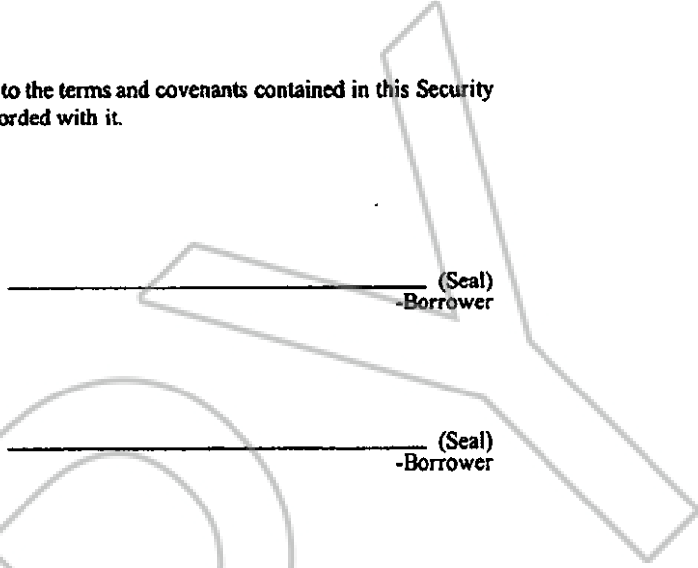 to the terms and covenants contained in this Security
orded with it.
(Seal)
-Borrower
(Seal)
-Borrower